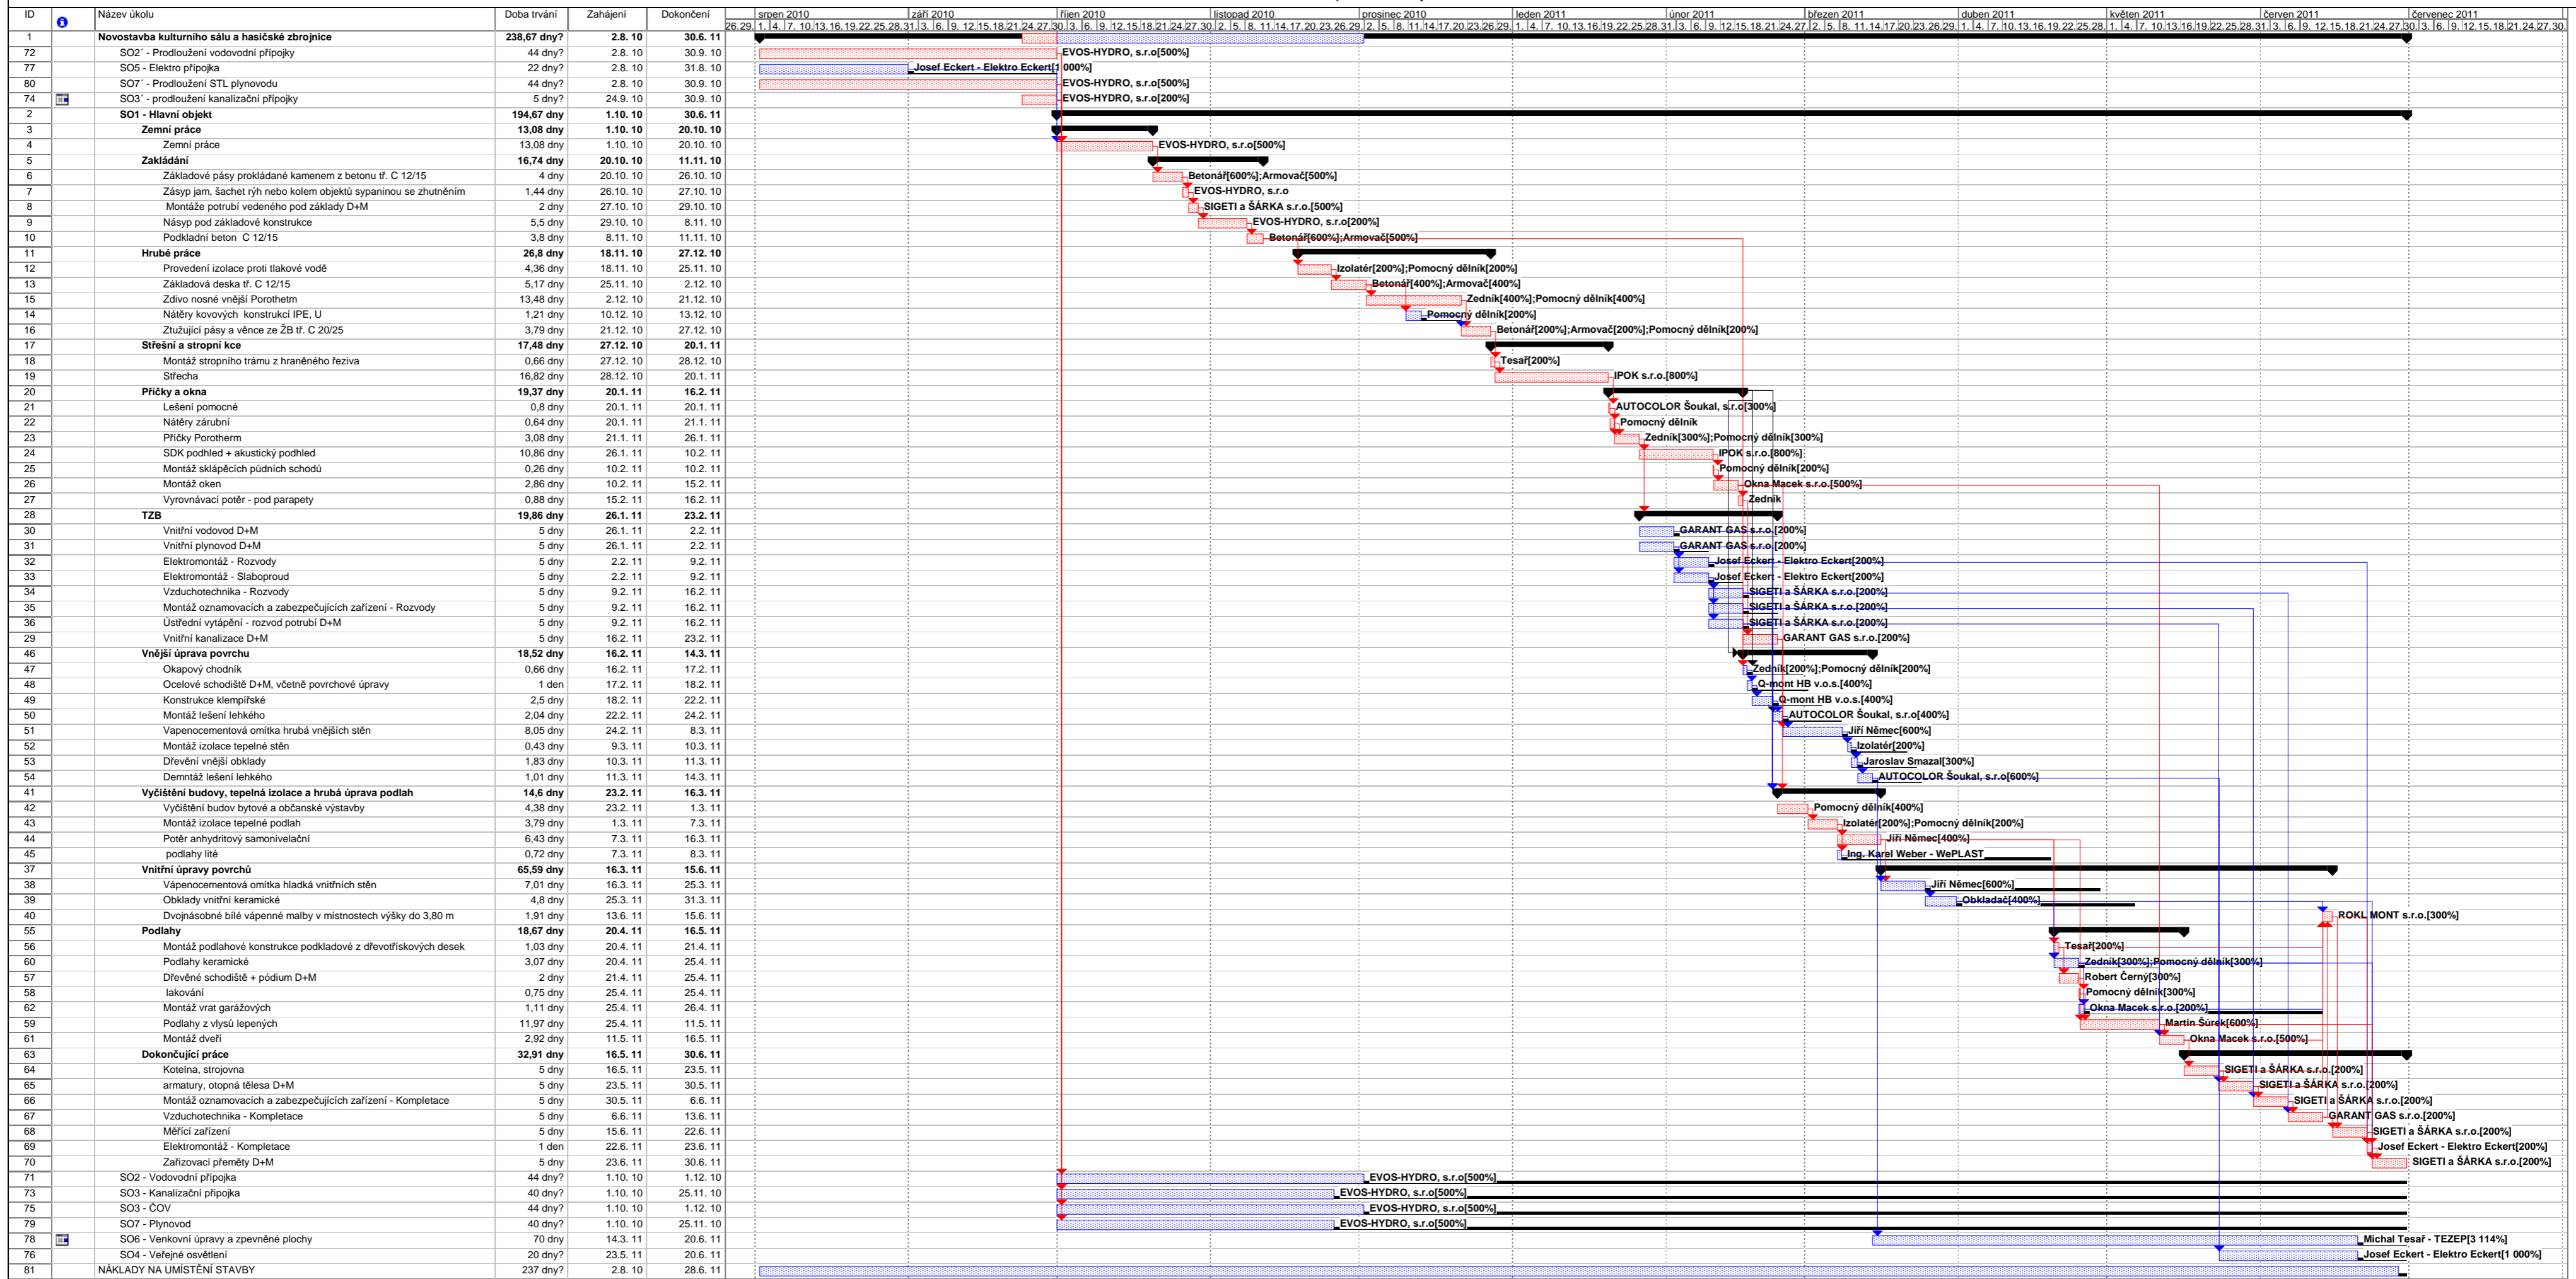 ID Název úkolu Doba trvání Zahájení Dokončení srpen 2010 září 2010 říjen 2010 listopad 2010 prosinec 2010 leden 2011 únor 2011 březen 2011 duben 2011 květen 2011 červen 2011 červenec 2011
1 Novostavba kulturního sálu a hasičské zbrojnice 238,67 dny? 2.8. 10 30.6. 11
72 SO2´ - Prodloužení vodovodní přípojky 44 dny? 2.8. 10 30.9. 10 EVOS-HYDRO, s.r.o[500%]
77 SO5 - Elektro přípojka 22 dny? 2.8. 10 31.8. 10 Josef Eckert - Elektro Eckert[1 000%]
80 SO7´ - Prodloužení STL plynovodu 44 dny? 2.8. 10 30.9. 10 EVOS-HYDRO, s.r.o[500%]
74 SO3´ - prodloužení kanalizační přípojky 5 dny? 24.9. 10 30.9. 10 EVOS-HYDRO, s.r.o[200%]
2 SO1 - Hlavní objekt 194,67 dny 1.10. 10 30.6. 11
3 Zemní práce 13,08 dny 1.10. 10 20.10. 10
4 Zemní práce 13,08 dny 1.10. 10 20.10. 10 EVOS-HYDRO, s.r.o[500%]
5 Zakládání 16,74 dny 20.10. 10 11.11. 10
6 Základové pásy prokládané kamenem z betonu tř. C 12/15 4 dny 20.10. 10 26.10. 10 Betonář[600%];Armovač[500%]
7 Zásyp jam, šachet rýh nebo kolem objektů sypaninou se zhutněním 1,44 dny 26.10. 10 27.10. 10 EVOS-HYDRO, s.r.o
8 Montáže potrubí vedeného pod základy D+M 2 dny 27.10. 10 29.10. 10 SIGETI a ŠÁRKA s.r.o.[500%]
9 Násyp pod základové konstrukce 5,5 dny 29.10. 10 8.11. 10 EVOS-HYDRO, s.r.o[200%]
10 Podkladní beton C 12/15 3,8 dny 8.11. 10 11.11. 10 Betonář[600%];Armovač[500%]
11 Hrubé práce 26,8 dny 18.11. 10 27.12. 10
12 Provedení izolace proti tlakové vodě 4,36 dny 18.11. 10 25.11. 10 Izolatér[200%];Pomocný dělník[200%]
13 Základová deska tř. C 12/15 5,17 dny 25.11. 10 2.12. 10 Betonář[400%];Armovač[400%]
15 Zdivo nosné vnější Porothetm 13,48 dny 2.12. 10 21.12. 10 Zedník[400%];Pomocný dělník[400%]
14 Nátěry kovových konstrukcí IPE, U 1,21 dny 10.12. 10 13.12. 10 Pomocný dělník[200%]
16 Ztužující pásy a věnce ze ŽB tř. C 20/25 3,79 dny 21.12. 10 27.12. 10 Betonář[200%];Armovač[200%];Pomocný dělník[200%]
17 Střešní a stropní kce 17,48 dny 27.12. 10 20.1. 11
18 Montáž stropního trámu z hraněného řeziva 0,66 dny 27.12. 10 28.12. 10 Tesař[200%]
19 Střecha 16,82 dny 28.12. 10 20.1. 11 IPOK s.r.o.[800%]
20 Příčky a okna 19,37 dny 20.1. 11 16.2. 11
21 Lešení pomocné 0,8 dny 20.1. 11 20.1. 11 AUTOCOLOR Šoukal, s.r.o[300%]
22 Nátěry zárubní 0,64 dny 20.1. 11 21.1. 11 Pomocný dělník
23 Příčky Porotherm 3,08 dny 21.1. 11 26.1. 11 Zedník[300%];Pomocný dělník[300%]
24 SDK podhled + akustický podhled 10,86 dny 26.1. 11 10.2. 11 IPOK s.r.o.[800%]
25 Montáž sklápěcích půdních schodů 0,26 dny 10.2. 11 10.2. 11 Pomocný dělník[200%]
26 Montáž oken 2,86 dny 10.2. 11 15.2. 11 Okna Macek s.r.o.[500%]
27 Vyrovnávací potěr - pod parapety 0,88 dny 15.2. 11 16.2. 11 Zedník
28 TZB 19,86 dny 26.1. 11 23.2. 11
30 Vnitřní vodovod D+M 5 dny 26.1. 11 2.2. 11 GARANT GAS s.r.o.[200%]
31 Vnitřní plynovod D+M 5 dny 26.1. 11 2.2. 11 GARANT GAS s.r.o.[200%]
32 Elektromontáž - Rozvody 5 dny 2.2. 11 9.2. 11 Josef Eckert - Elektro Eckert[200%]
33 Elektromontáž - Slaboproud 5 dny 2.2. 11 9.2. 11 Josef Eckert - Elektro Eckert[200%]
34 Vzduchotechnika - Rozvody 5 dny 9.2. 11 16.2. 11 SIGETI a ŠÁRKA s.r.o.[200%]
35 Montáž oznamovacích a zabezpečujících zařízení - Rozvody 5 dny 9.2. 11 16.2. 11 SIGETI a ŠÁRKA s.r.o.[200%]
36 Ústřední vytápění - rozvod potrubí D+M 5 dny 9.2. 11 16.2. 11 SIGETI a ŠÁRKA s.r.o.[200%]
29 Vnitřní kanalizace D+M 5 dny 16.2. 11 23.2. 11 GARANT GAS s.r.o.[200%]
46 Vnější úprava povrchu 18,52 dny 16.2. 11 14.3. 11
47 Okapový chodník 0,66 dny 16.2. 11 17.2. 11 Zedník[200%];Pomocný dělník[200%]
48 Ocelové schodiště D+M, včetně povrchové úpravy 1 den 17.2. 11 18.2. 11 Q-mont HB v.o.s.[400%]
49 Konstrukce klempířské 2,5 dny 18.2. 11 22.2. 11 Q-mont HB v.o.s.[400%]
50 Montáž lešení lehkého 2,04 dny 22.2. 11 24.2. 11 AUTOCOLOR Šoukal, s.r.o[400%]
51 Vapenocementová omítka hrubá vnějších stěn 8,05 dny 24.2. 11 8.3. 11 Jiří Němec[600%]
52 Montáž izolace tepelné stěn 0,43 dny 9.3. 11 10.3. 11 Izolatér[200%]
53 Dřevění vnější obklady 1,83 dny 10.3. 11 11.3. 11 Jaroslav Smazal[300%]
54 Demntáž lešení lehkého 1,01 dny 11.3. 11 14.3. 11 AUTOCOLOR Šoukal, s.r.o[600%]
41 Vyčištění budovy, tepelná izolace a hrubá úprava podlah 14,6 dny 23.2. 11 16.3. 11
42 Vyčištění budov bytové a občanské výstavby 4,38 dny 23.2. 11 1.3. 11 Pomocný dělník[400%]
43 Montáž izolace tepelné podlah 3,79 dny 1.3. 11 7.3. 11 Izolatér[200%];Pomocný dělník[200%]
44 Potěr anhydritový samonivelační 6,43 dny 7.3. 11 16.3. 11 Jiří Němec[400%]
45 podlahy lité 0,72 dny 7.3. 11 8.3. 11 Ing. Karel Weber - WePLAST
37 Vnitřní úpravy povrchů 65,59 dny 16.3. 11 15.6. 11
38 Vápenocementová omítka hladká vnitřních stěn 7,01 dny 16.3. 11 25.3. 11 Jiří Němec[600%]
39 Obklady vnitřní keramické 4,8 dny 25.3. 11 31.3. 11 Obkladač[400%]
40 Dvojnásobné bílé vápenné malby v místnostech výšky do 3,80 m 1,91 dny 13.6. 11 15.6. 11 ROKL MONT s.r.o.[300%]
55 Podlahy 18,67 dny 20.4. 11 16.5. 11
56 Montáž podlahové konstrukce podkladové z dřevotřískových desek 1,03 dny 20.4. 11 21.4. 11 Tesař[200%]
60 Podlahy keramické 3,07 dny 20.4. 11 25.4. 11 Zedník[300%];Pomocný dělník[300%]
57 Dřevěné schodiště + pódium D+M 2 dny 21.4. 11 25.4. 11 Robert Černý[300%]
58 lakování 0,75 dny 25.4. 11 25.4. 11 Pomocný dělník[300%]
62 Montáž vrat garážových 1,11 dny 25.4. 11 26.4. 11 Okna Macek s.r.o.[200%]
59 Podlahy z vlysů lepených 11,97 dny 25.4. 11 11.5. 11 Martin Šúrek[600%]
61 Montáž dveří 2,92 dny 11.5. 11 16.5. 11 Okna Macek s.r.o.[500%]
63 Dokončující práce 32,91 dny 16.5. 11 30.6. 11
64 Kotelna, strojovna 5 dny 16.5. 11 23.5. 11 SIGETI a ŠÁRKA s.r.o.[200%]
65 armatury, otopná tělesa D+M 5 dny 23.5. 11 30.5. 11 SIGETI a ŠÁRKA s.r.o.[200%]
66 Montáž oznamovacích a zabezpečujících zařízení - Kompletace 5 dny 30.5. 11 6.6. 11 SIGETI a ŠÁRKA s.r.o.[200%]
67 Vzduchotechnika - Kompletace 5 dny 6.6. 11 13.6. 11 GARANT GAS s.r.o.[200%]
68 Měřící zařízení 5 dny 15.6. 11 22.6. 11 SIGETI a ŠÁRKA s.r.o.[200%]
69 Elektromontáž - Kompletace 1 den 22.6. 11 23.6. 11 Josef Eckert - Elektro Eckert[200%]
70 Zařizovací přeměty D+M 5 dny 23.6. 11 30.6. 11 SIGETI a ŠÁRKA s.r.o.[200%]
71 SO2 - Vodovodní přípojka 44 dny? 1.10. 10 1.12. 10 EVOS-HYDRO, s.r.o[500%]
73 SO3 - Kanalizační přípojka 40 dny? 1.10. 10 25.11. 10 EVOS-HYDRO, s.r.o[500%]
75 SO3 - ČOV 44 dny? 1.10. 10 1.12. 10 EVOS-HYDRO, s.r.o[500%]
79 SO7 - Plynovod 40 dny? 1.10. 10 25.11. 10 EVOS-HYDRO, s.r.o[500%]
78 SO6 - Venkovní úpravy a zpevněné plochy 70 dny 14.3. 11 20.6. 11 Michal Tesař - TEZEP[3 114%]
76 SO4 - Veřejné osvětlení 20 dny? 23.5. 11 20.6. 11 Josef Eckert - Elektro Eckert[1 000%]
81 NÁKLADY NA UMÍSTĚNÍ STAVBY 237 dny? 2.8. 10 28.6. 11